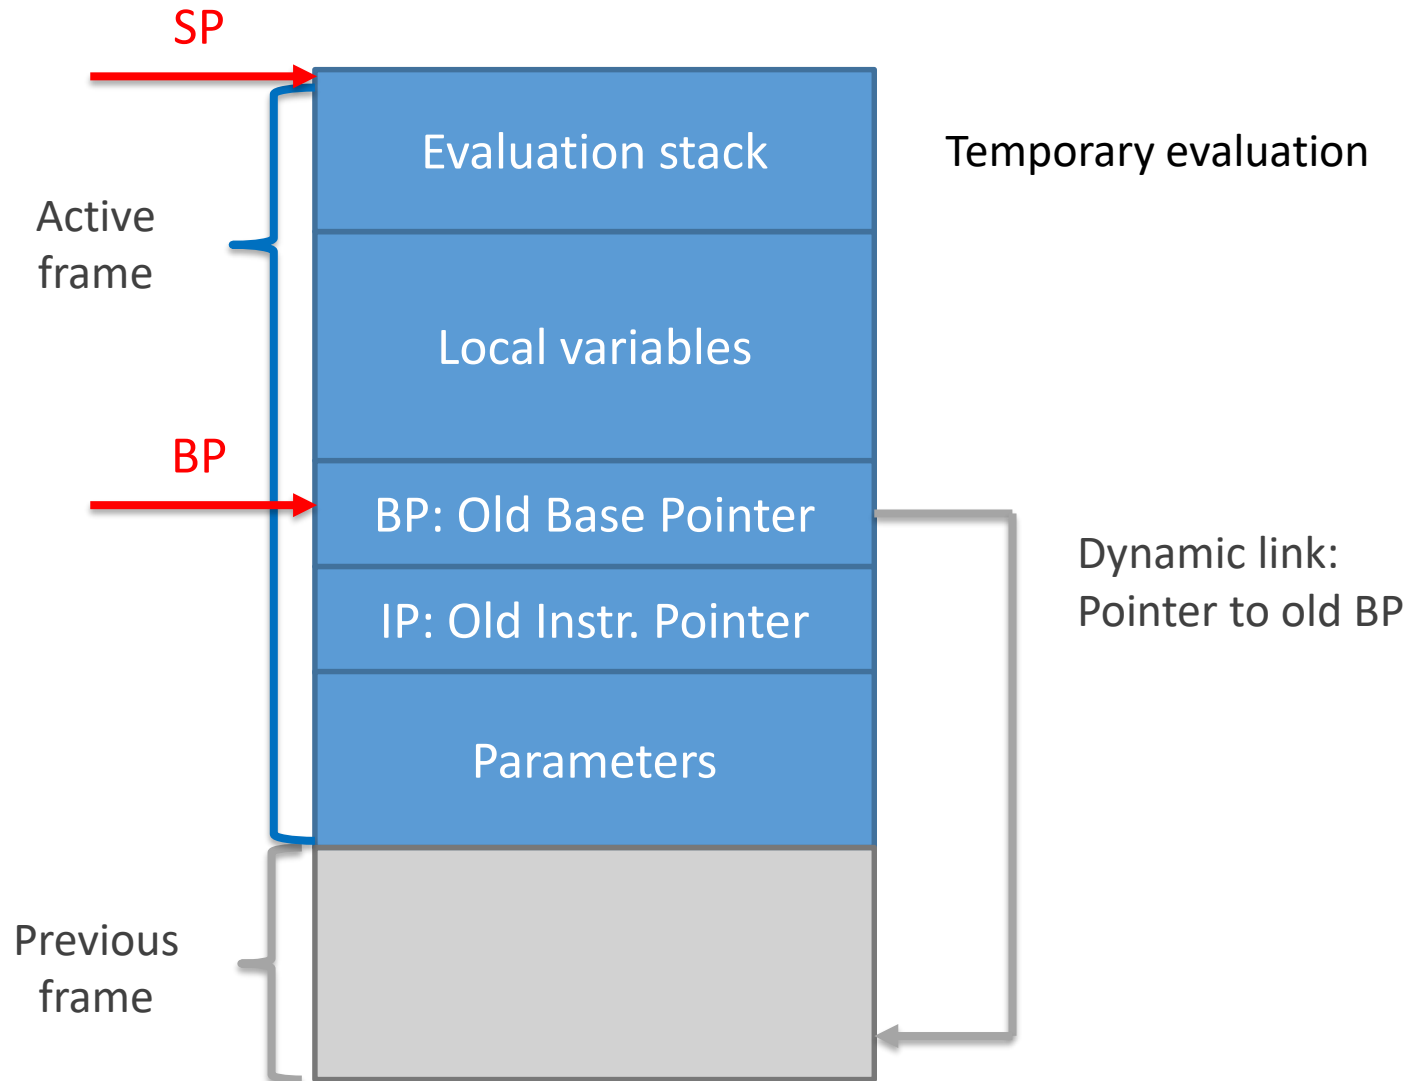 SP
Evaluation stack
Temporary evaluation
Active
frame
Local variables
BP
BP: Old Base Pointer
Dynamic link:
Pointer to old BP
IP: Old Instr. Pointer
Parameters
Previous
frame